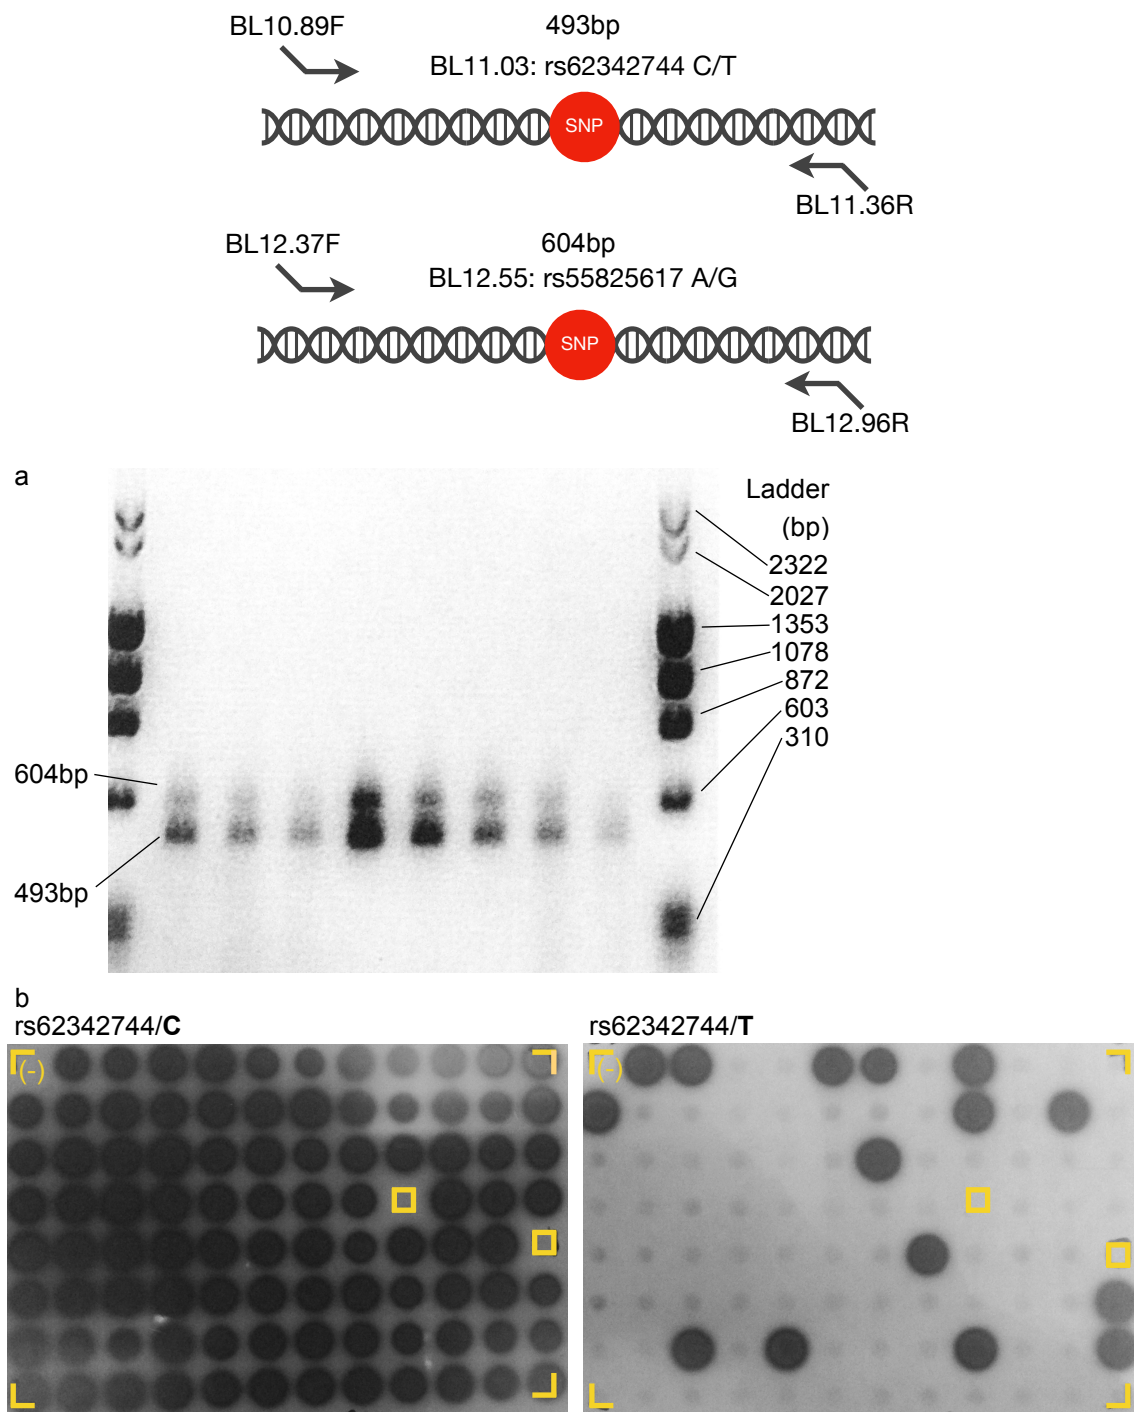 BL10.89F
493bp
BL11.03: rs62342744 C/T
SNP
BL11.36R
BL12.37F
604bp
BL12.55: rs55825617 A/G
SNP
BL12.96R
a
Ladder
(bp)
2322
2027
1353
1078
872
603
310
604bp
493bp
b
rs62342744/C
rs62342744/T
(-)
(-)